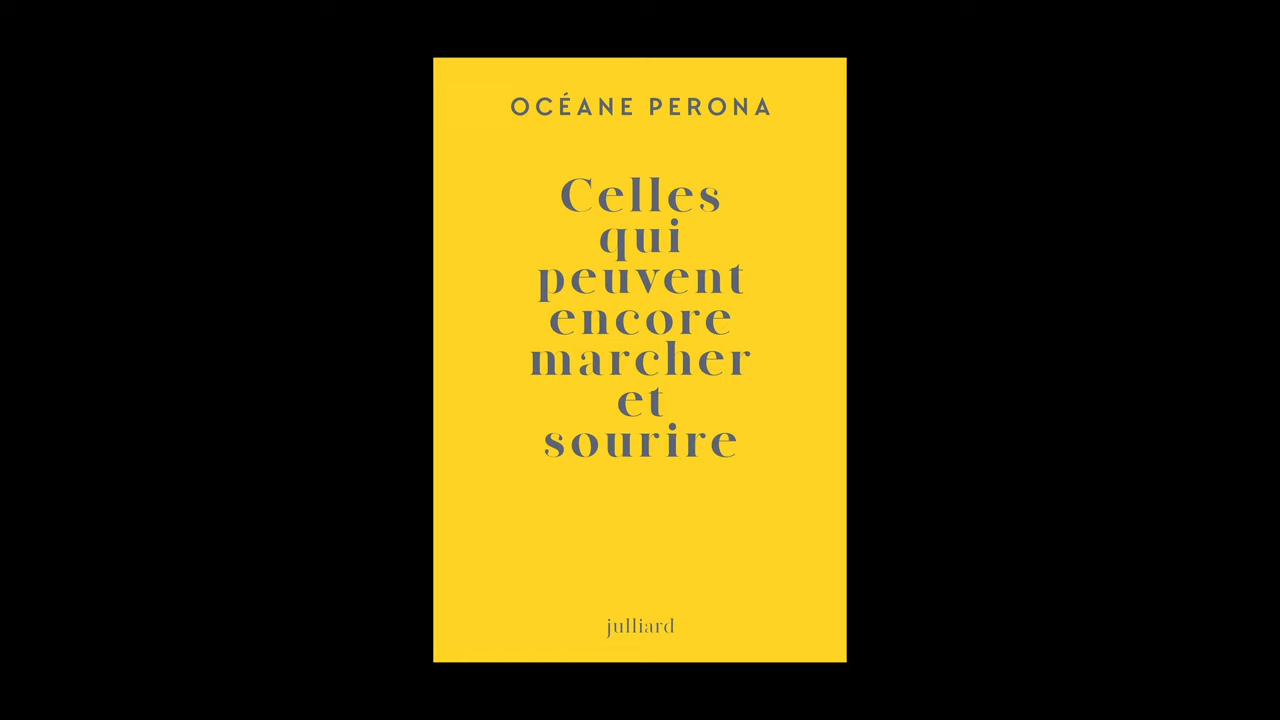 OCÉANE PERONA
Celles
qui
peuvent
encore
marcher
et
sourire
julliard